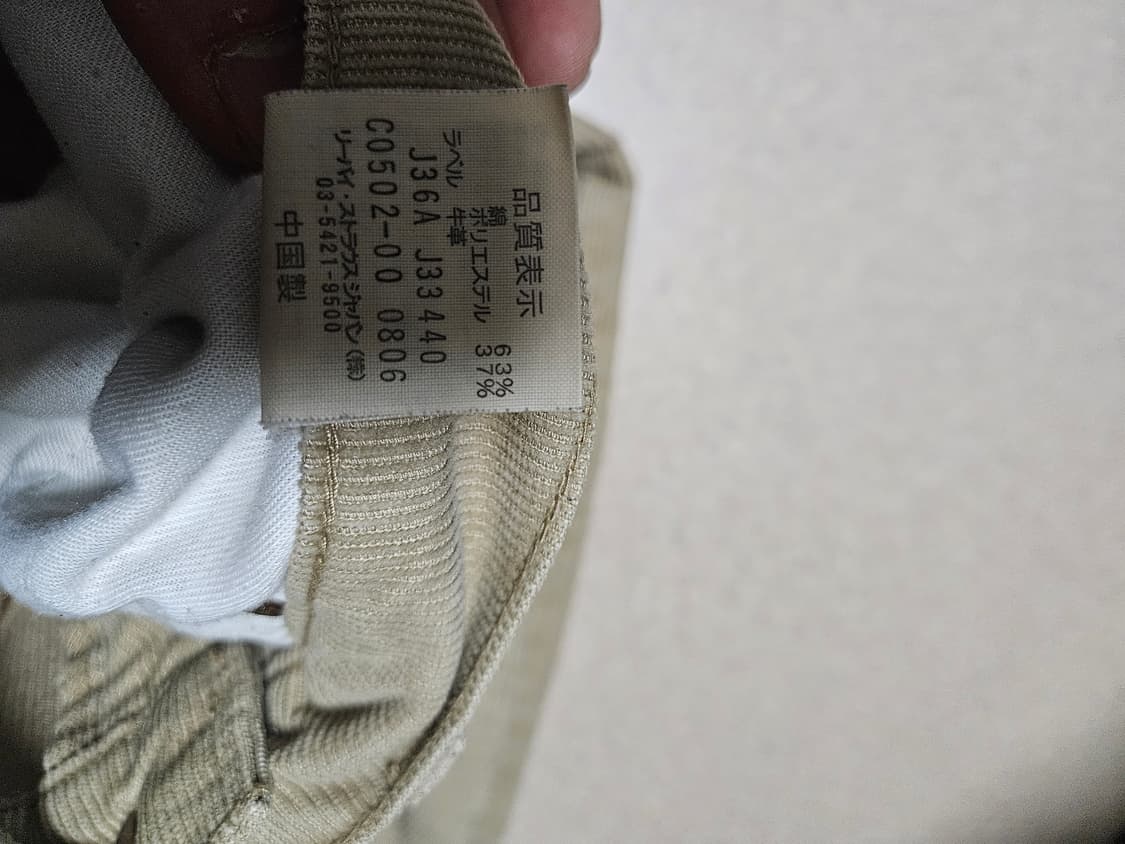 品質表示
綿 63%
ポリエステル 37%
ラベル 牛革
J36A J33440
C0502-00 0806
リーバイ・ストラウス ジャパン(株)
03-5421-9500
中国製